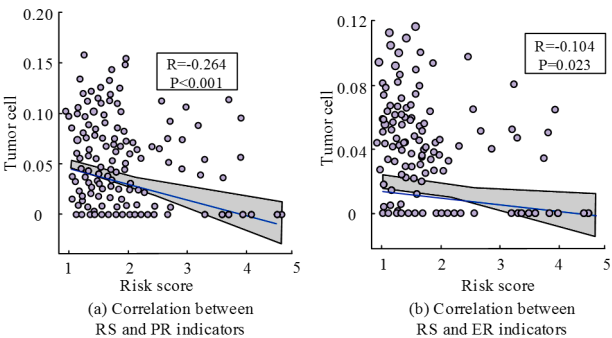 0.20
0.15
0.10
0.05
0
Tumor cell
R=-0.264
P<0.001
1 2 3 4 5
Risk score
(a) Correlation between
RS and PR indicators
0.12
0.08
0.04
0
Tumor cell
R=-0.104
P=0.023
1 2 3 4 5
Risk score
(b) Correlation between
RS and ER indicators